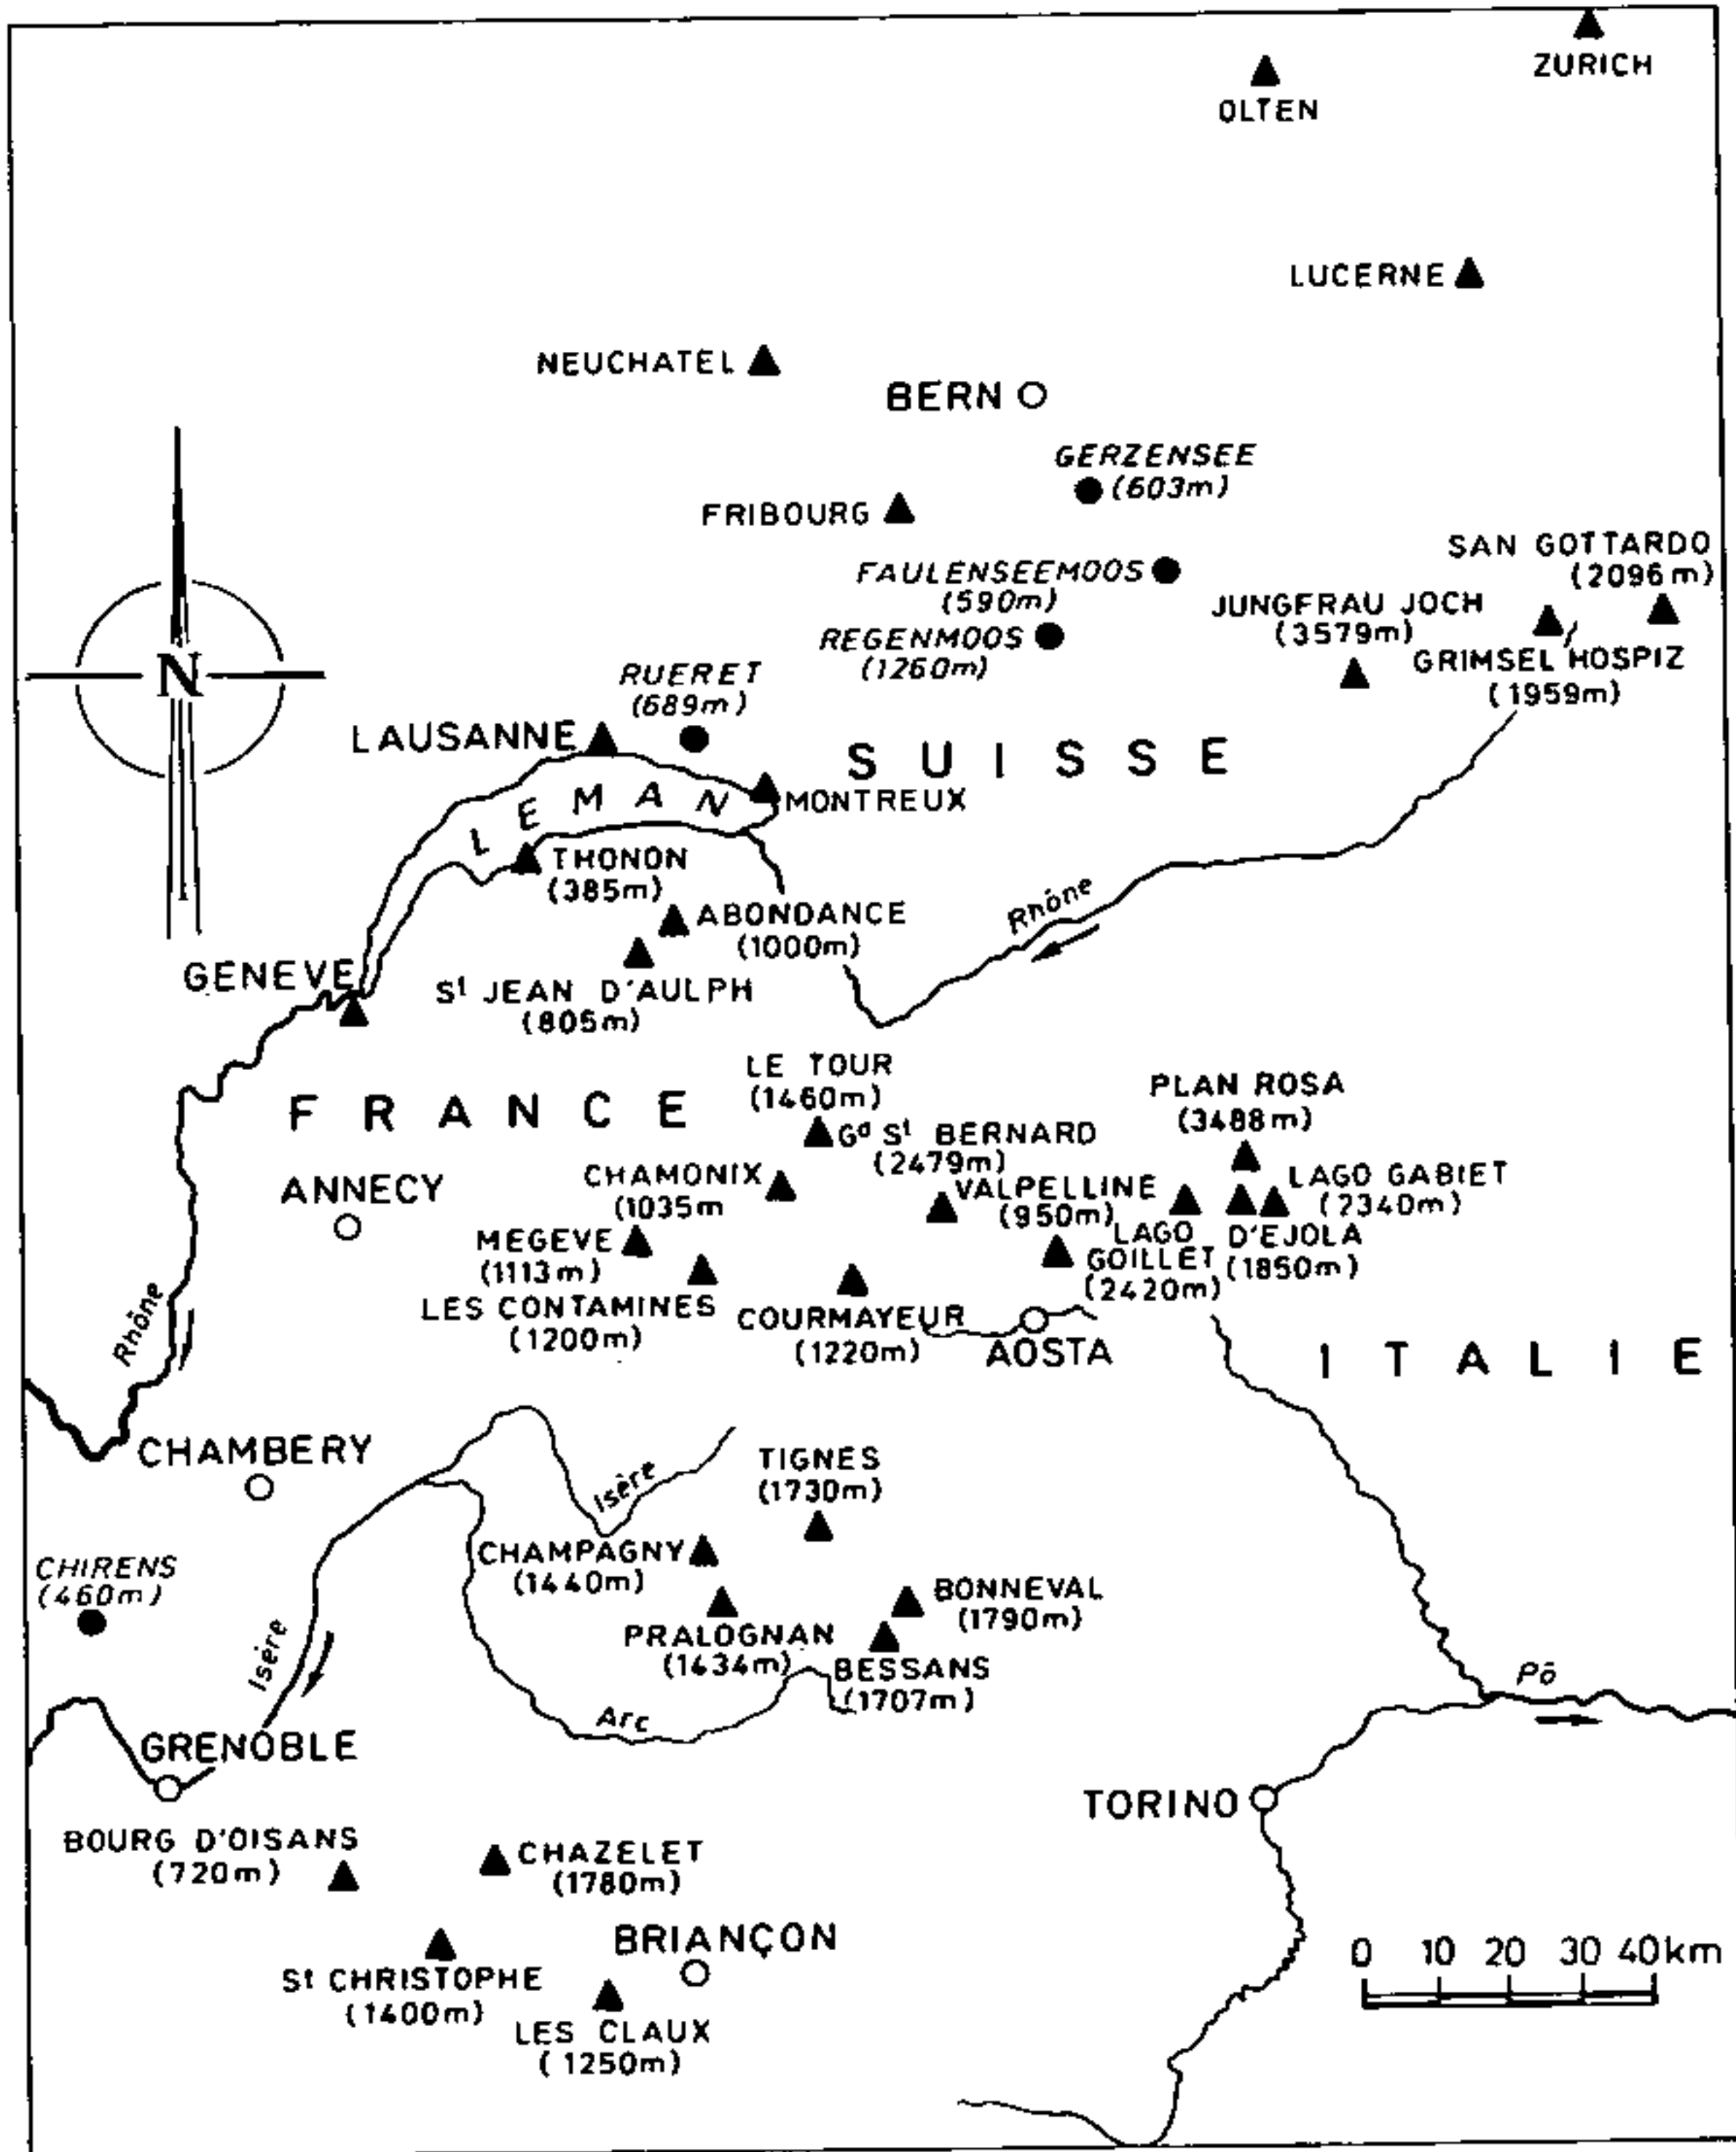 ZURICH
OLTEN
LUCERNE
NEUCHATEL
BERN
GERZENSEE
(603m)
FRIBOURG
SAN GOTTARDO
(2096m)
FAULENSEEMOOS
(590m)
JUNGFRAU JOCH
(3579m)
REGENMOOS
(1260m)
GRIMSEL HOSPIZ
(1959m)
N
RUERET
(689m)
LAUSANNE
SUISSE
LEMAN
MONTREUX
THONON
(385m)
Rhône
ABONDANCE
(1000m)
GENEVE
St JEAN D'AULPH
(805m)
LE TOUR
(1460m)
PLAN ROSA
(3488m)
FRANCE
Gd St BERNARD
(2479m)
CHAMONIX
(1035m
ANNECY
VALPELLINE
(950m)
LAGO GABIET
(2340m)
MEGEVE
(1113m)
LAGO
GOILLET
(2420m)
D'EJOLA
(1850m)
LES CONTAMINES
(1200m)
COURMAYEUR
(1220m)
AOSTA
Rhône
ITALIE
CHAMBERY
TIGNES
(1730m)
Isère
CHAMPAGNY
(1440m)
CHIRENS
(460m)
BONNEVAL
(1790m)
PRALOGNAN
(1434m)
BESSANS
(1707m)
Isère
Arc
Pô
GRENOBLE
TORINO
BOURG D'OISANS
(720m)
CHAZELET
(1780m)
BRIANÇON
0 10 20 30 40km
St CHRISTOPHE
(1400m)
LES CLAUX
(1250m)